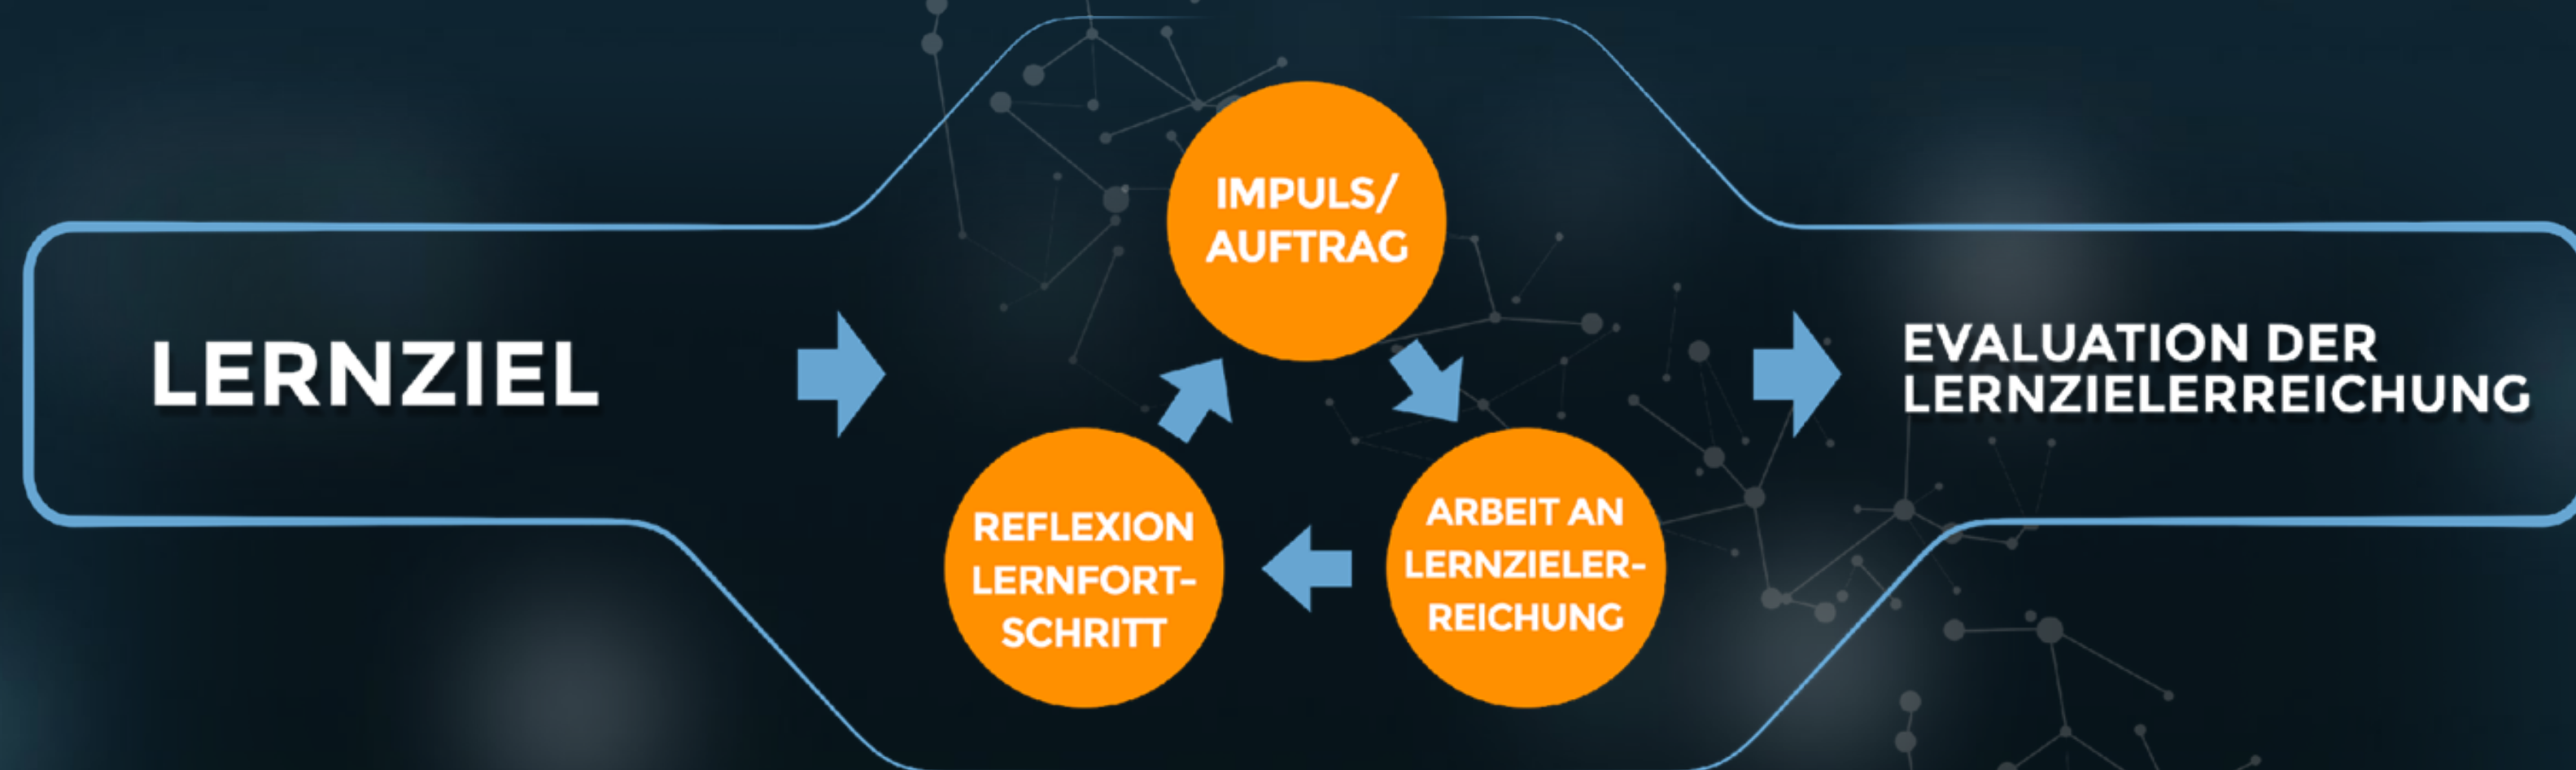 LERNZIEL
IMPULS/
AUFTRAG
ARBEIT AN
LERNZIELER-
REICHUNG
REFLEXION
LERNFORT-
SCHRITT
EVALUATION DER
LERNZIELERREICHUNG